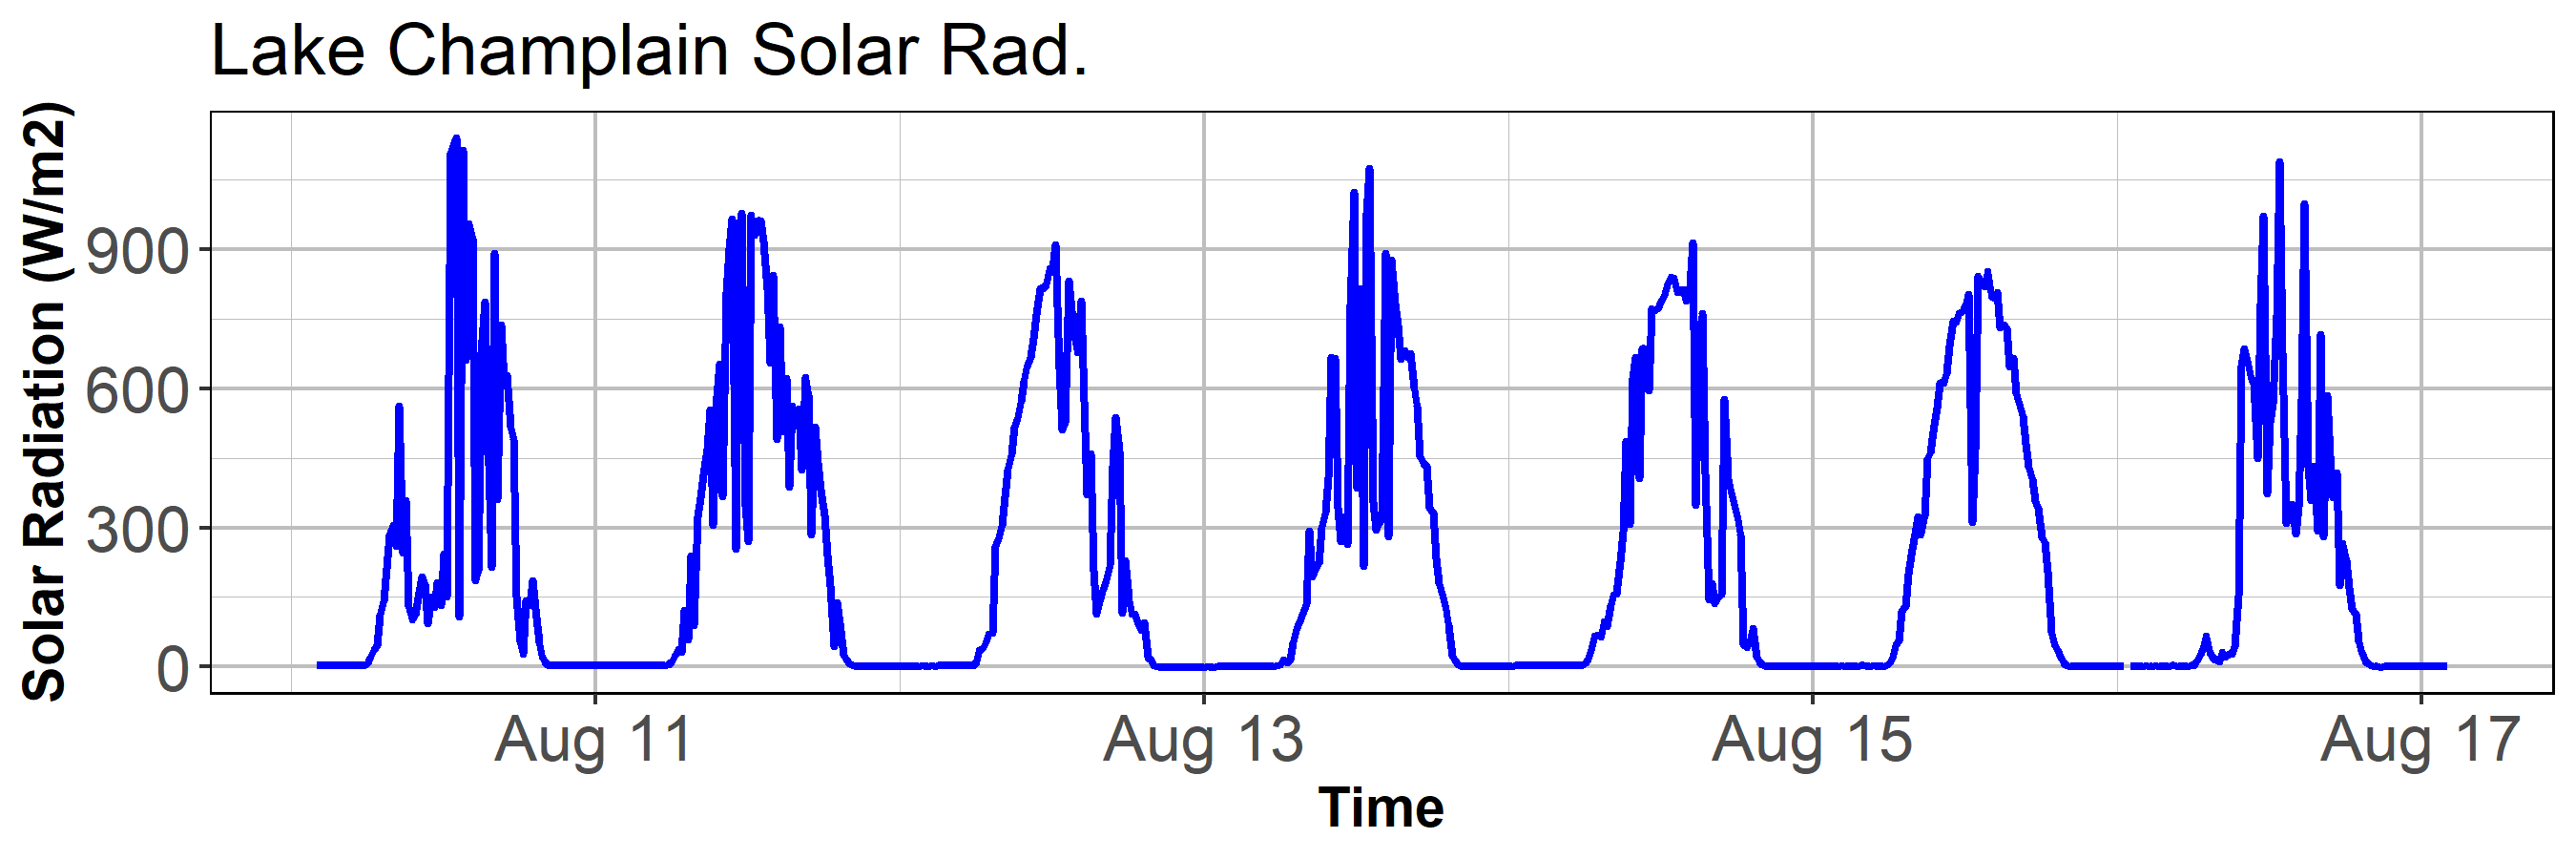 Lake Champlain Solar Rad.
Solar Radiation (W/m2)
900
600
300
0
Aug 11
Aug 13
Aug 15
Aug 17
Time